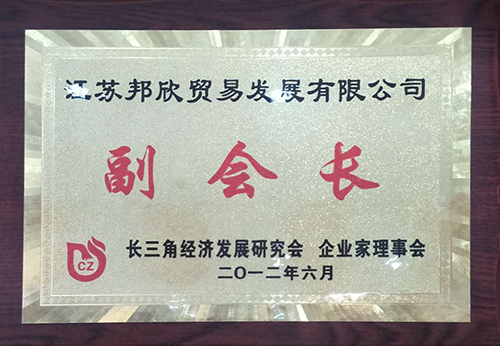 江苏邦欣贸易发展有限公司
副会长
CZ
长三角经济发展研究会 企业家理事会
二〇一二年六月